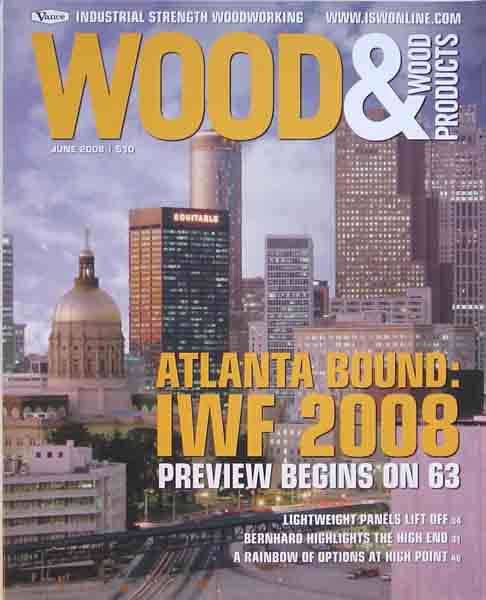 Vance INDUSTRIAL STRENGTH WOODWORKING WWW.ISWONLINE.COM
WOOD & WOOD PRODUCTS
JUNE 2008 | $10
EQUITABLE
ATLANTA BOUND:
IWF 2008
PREVIEW BEGINS ON 63
LIGHTWEIGHT PANELS LIFT OFF
BERNHARD HIGHLIGHTS THE HIGH END
A RAINBOW OF OPTIONS AT HIGH POINT